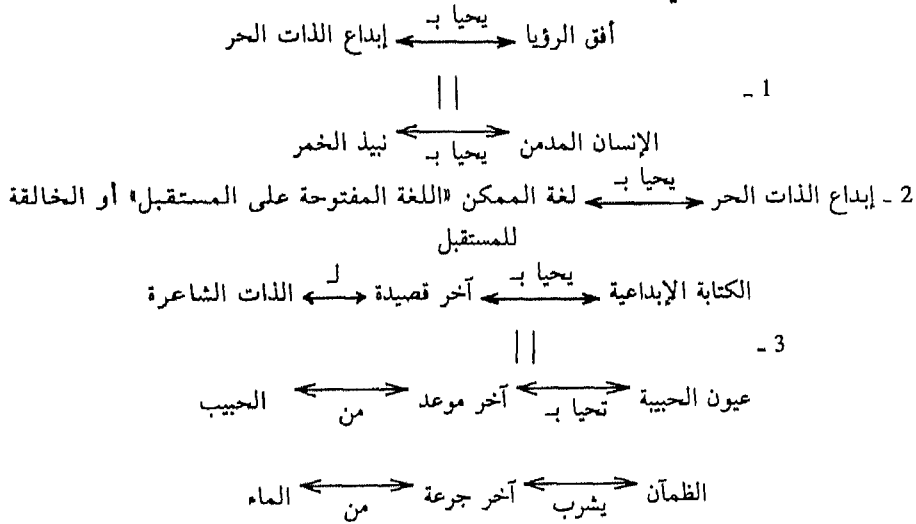 أفق الرؤيا يحيا بـ إبداع الذات الحر
1 ـ ||
الإنسان المدمن يحيا بـ نبيذ الخمر
2 ـ إبداع الذات الحر يحيا بـ لغة الممكن «اللغة المفتوحة على المستقبل» أو الخالقة
للمستقبل
الكتابة الإبداعية يحيا بـ آخر قصيدة لـ الذات الشاعرة
3 ـ ||
عيون الحبيبة تحيا بـ آخر موعد من الحبيب
الظمآن يشرب آخر جرعة من الماء